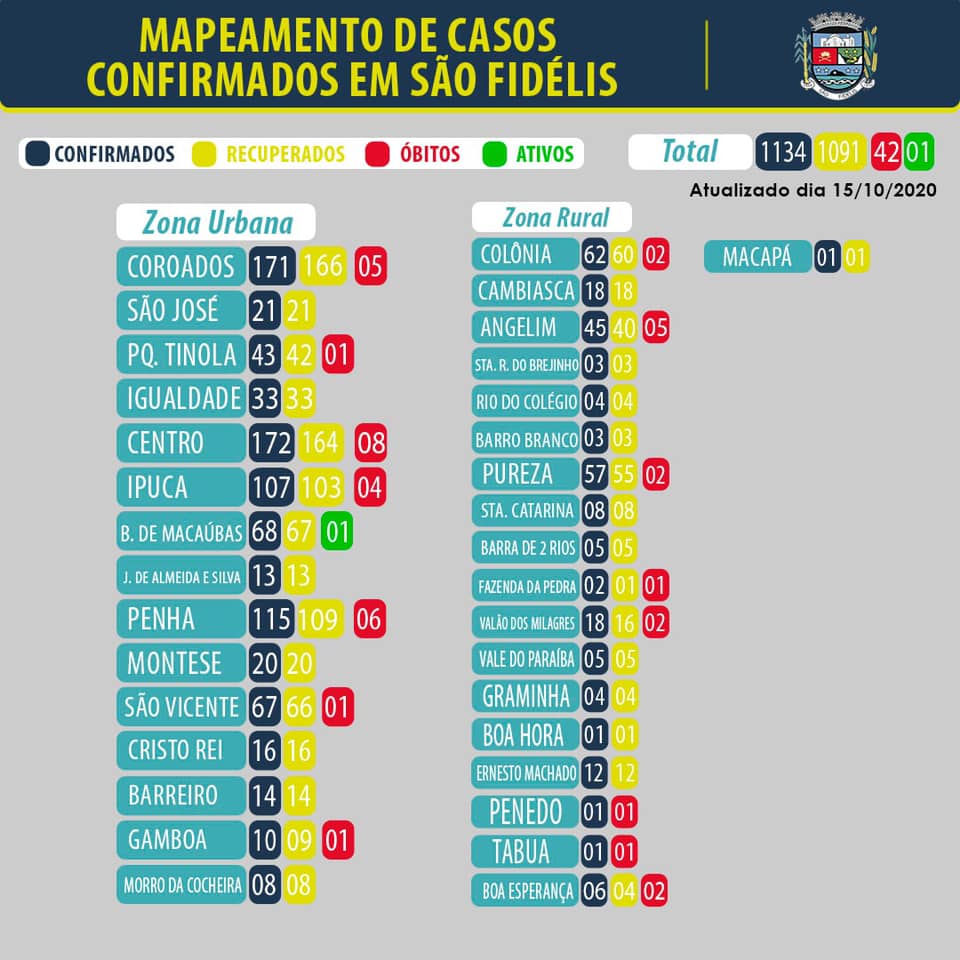 MAPEAMENTO DE CASOS
CONFIRMADOS EM SÃO FIDÉLIS
CONFIRMADOS RECUPERADOS ÓBITOS ATIVOS
Total 1134 1091 42 01
Atualizado dia 15/10/2020
Zona Urbana
COROADOS 171 166 05
SÃO JOSÉ 21 21
PQ. TINOLA 43 42 01
IGUALDADE 33 33
CENTRO 172 164 08
IPUCA 107 103 04
B. DE MACAÚBAS 68 67 01
J. DE ALMEIDA E SILVA 13 13
PENHA 115 109 06
MONTESE 20 20
SÃO VICENTE 67 66 01
CRISTO REI 16 16
BARREIRO 14 14
GAMBOA 10 09 01
MORRO DA COCHEIRA 08 08
Zona Rural
COLÔNIA 62 60 02
CAMBIASCA 18 18
ANGELIM 45 40 05
STA. R. DO BREJINHO 03 03
RIO DO COLÉGIO 04 04
BARRO BRANCO 03 03
PUREZA 57 55 02
STA. CATARINA 08 08
BARRA DE 2 RIOS 05 05
FAZENDA DA PEDRA 02 01 01
VALÃO DOS MILAGRES 18 16 02
VALE DO PARAÍBA 05 05
GRAMINHA 04 04
BOA HORA 01 01
ERNESTO MACHADO 12 12
PENEDO 01 01
TABUA 01 01
BOA ESPERANÇA 06 04 02
MACAPÁ 01 01